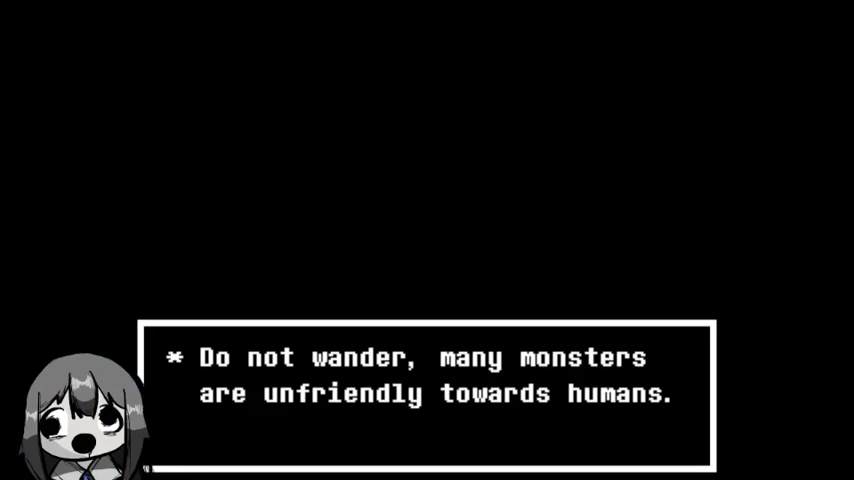 * Do not wander, many monsters
are unfriendly towards humans.